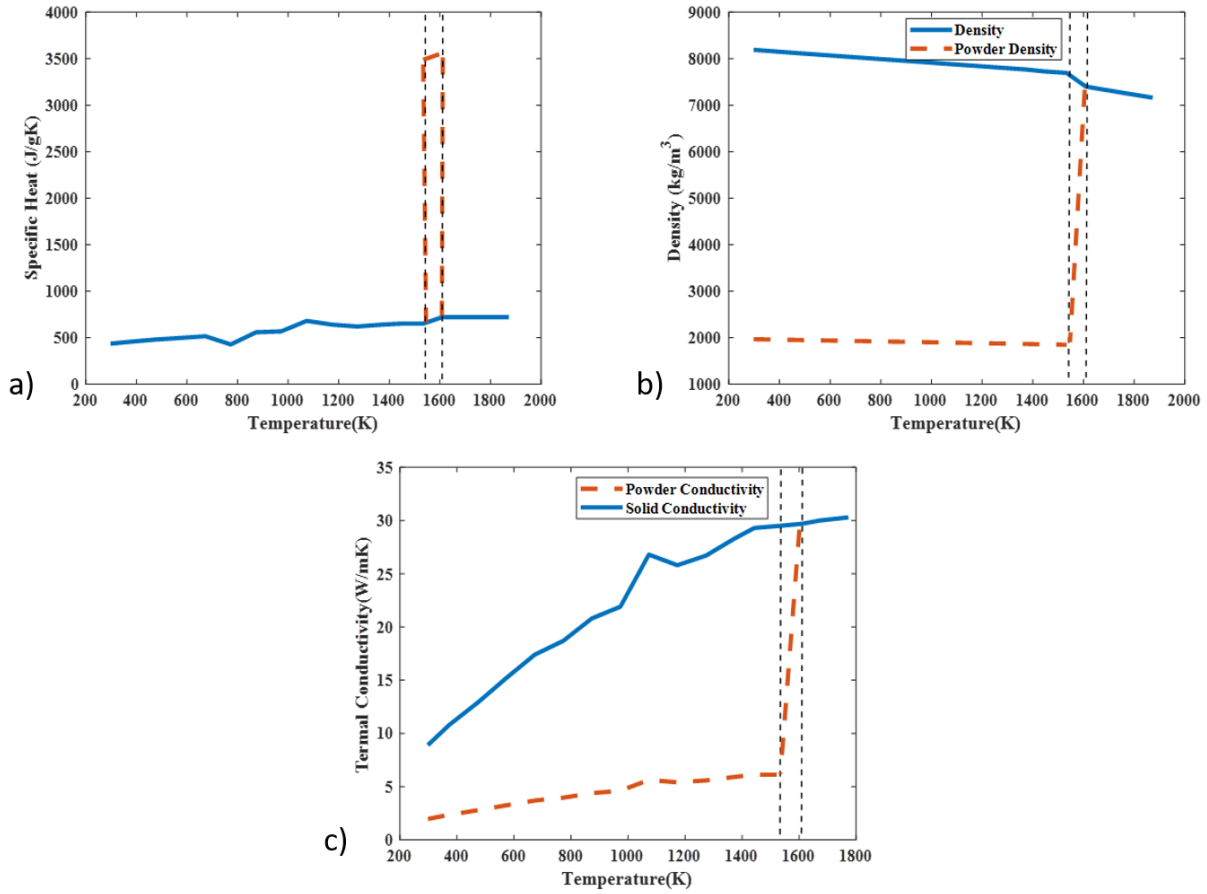 4000
3500
3000
2500
2000
1500
1000
500
0
Specific Heat (J/gK)
200 400 600 800 1000 1200 1400 1600 1800 2000
Temperature(K)
a)
Density
Powder Density
9000
8000
7000
6000
5000
4000
3000
2000
1000
Density (kg/m³)
200 400 600 800 1000 1200 1400 1600 1800 2000
Temperature(K)
b)
Powder Conductivity
Solid Conductivity
35
30
25
20
15
10
5
0
Termal Conductivity(W/mK)
200 400 600 800 1000 1200 1400 1600 1800
Temperature(K)
c)